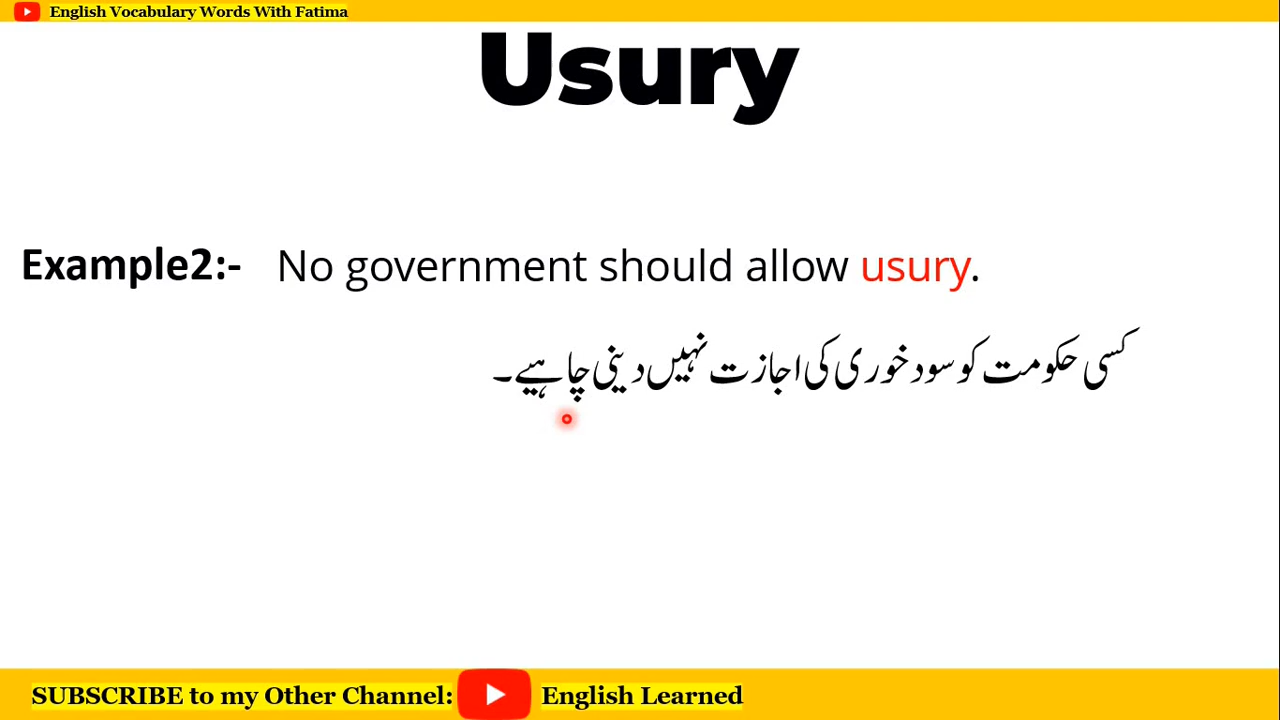 English Vocabulary Words With Fatima
Usury
Example2:- No government should allow usury.
کسی حکومت کو سود خوری کی اجازت نہیں دینی چاہیے۔
SUBSCRIBE to my Other Channel: English Learned